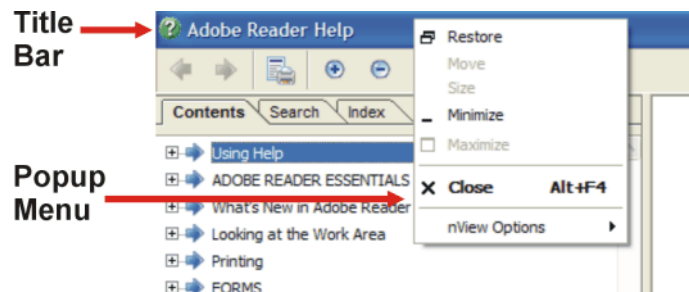 Title
Bar
Adobe Reader Help
Restore
Move
Size
Minimize
Maximize
Close Alt+F4
nView Options
Contents Search Index
Using Help
ADOBE READER ESSENTIALS
What's New in Adobe Reader
Looking at the Work Area
Printing
FORMS
Popup
Menu